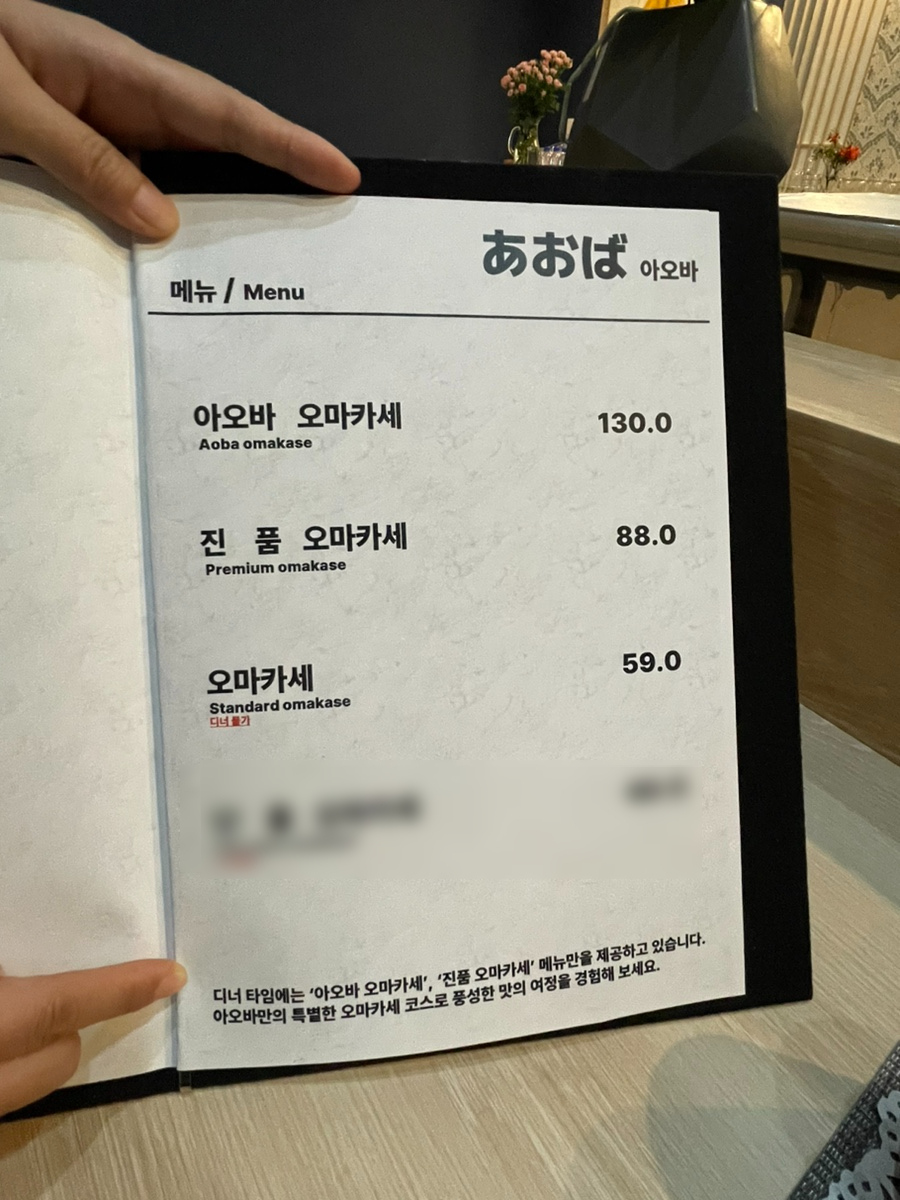 あおば 아오바
메뉴 / Menu
아오바 오마카세 130.0
Aoba omakase
진 품 오마카세 88.0
Premium omakase
오마카세 59.0
Standard omakase
디너 불가
디너 타임에는 ‘아오바 오마카세’, ‘진품 오마카세’ 메뉴만을 제공하고 있습니다.
아오바만의 특별한 오마카세 코스로 풍성한 맛의 여정을 경험해 보세요.